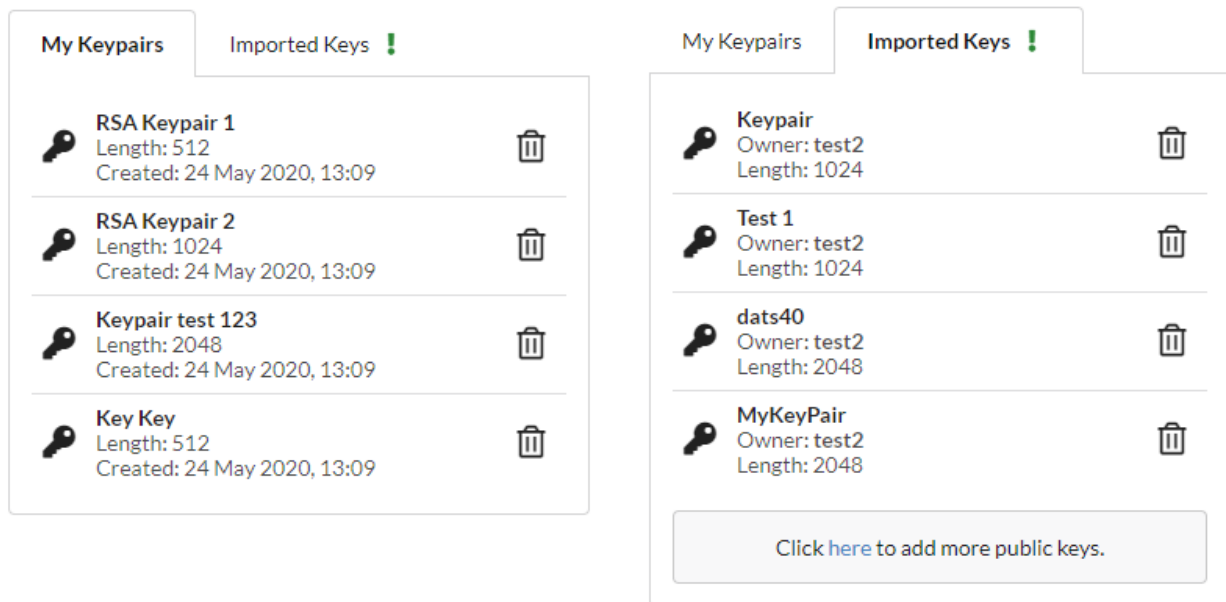 My Keypairs
Imported Keys !
RSA Keypair 1
Length: 512
Created: 24 May 2020, 13:09
RSA Keypair 2
Length: 1024
Created: 24 May 2020, 13:09
Keypair test 123
Length: 2048
Created: 24 May 2020, 13:09
Key Key
Length: 512
Created: 24 May 2020, 13:09
My Keypairs
Imported Keys !
Keypair
Owner: test2
Length: 1024
Test 1
Owner: test2
Length: 1024
dats40
Owner: test2
Length: 2048
MyKeyPair
Owner: test2
Length: 2048
Click here to add more public keys.